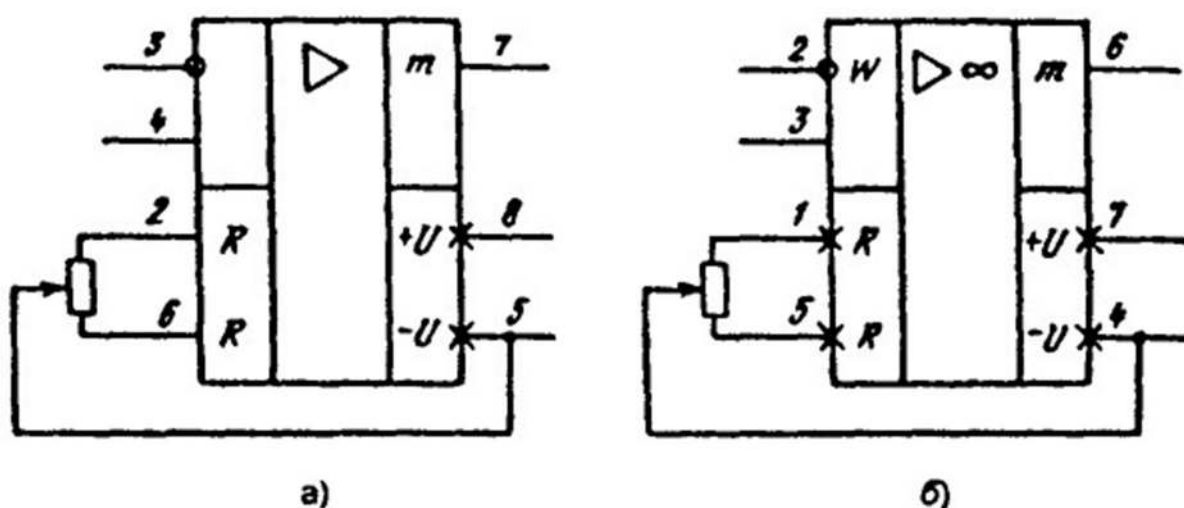 3 ▷ m 7
4
2 R +U 8
6 R -U 5
а)
2 W ▷ ∞ m 6
3
1 R +U 7
5 R -U 4
б)